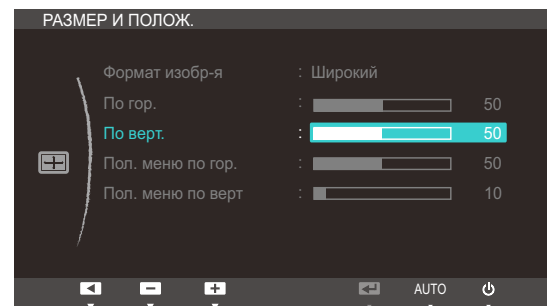 РАЗМЕР И ПОЛОЖ.
Формат изобр-я : Широкий
По гор. : 50
По верт. : 50
Пол. меню по гор. : 50
Пол. меню по верт : 10
AUTO